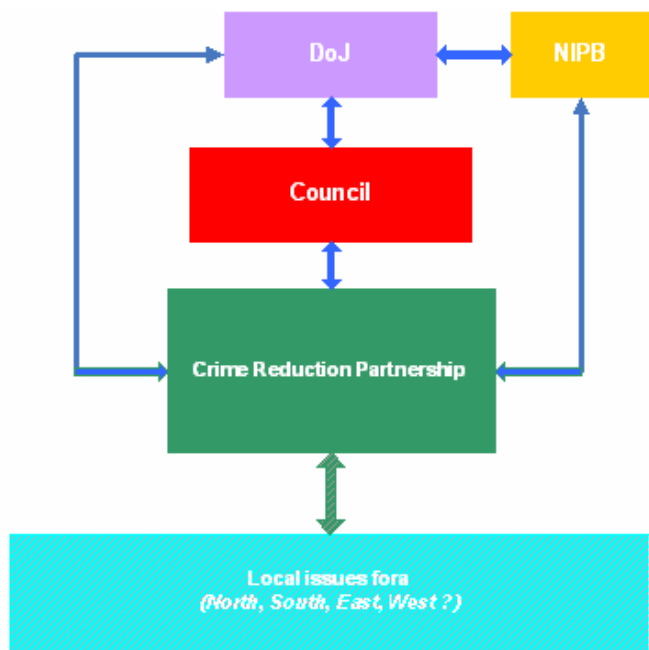 DoJ
NIPB
Council
Crime Reduction Partnership
Local issues fora
(North, South, East, West ?)